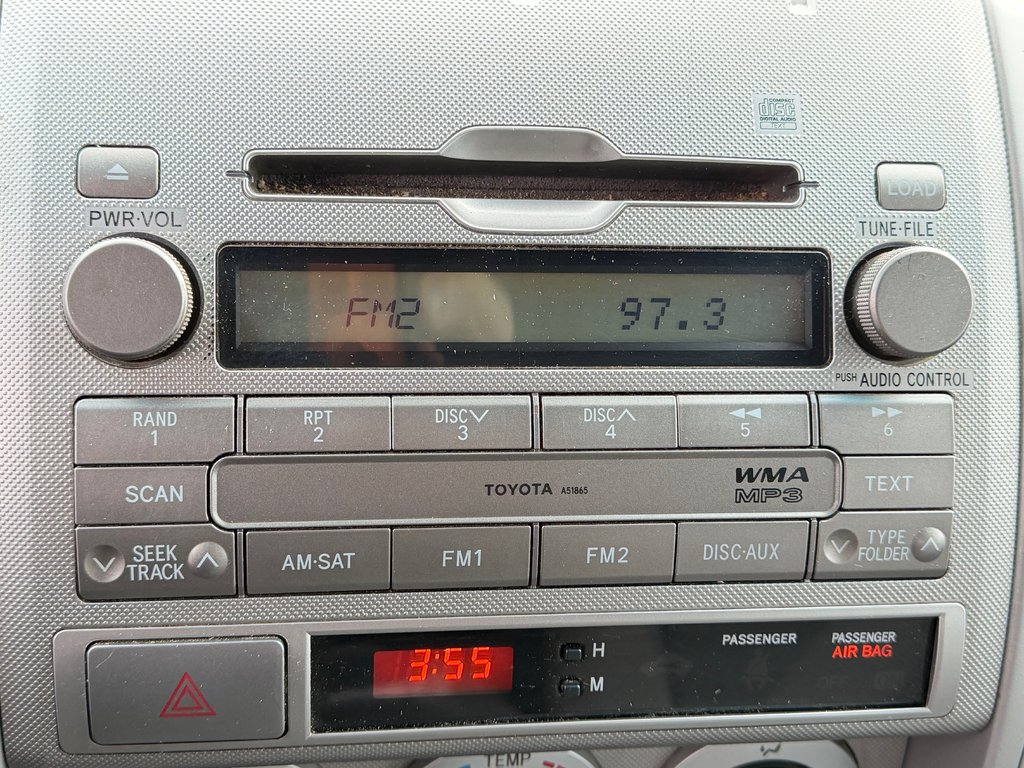 COMPACT
disc
DIGITAL AUDIO
TEXT
LOAD
PWR·VOL
TUNE·FILE
FM2 97.3
PUSH AUDIO CONTROL
RAND
1
RPT
2
DISC
3
DISC
4
5
6
SCAN
TOYOTA A51865
WMA
MP3
TEXT
SEEK
TRACK
AM·SAT
FM1
FM2
DISC·AUX
TYPE
FOLDER
3:55
H
M
PASSENGER
PASSENGER
AIR BAG
TEMP